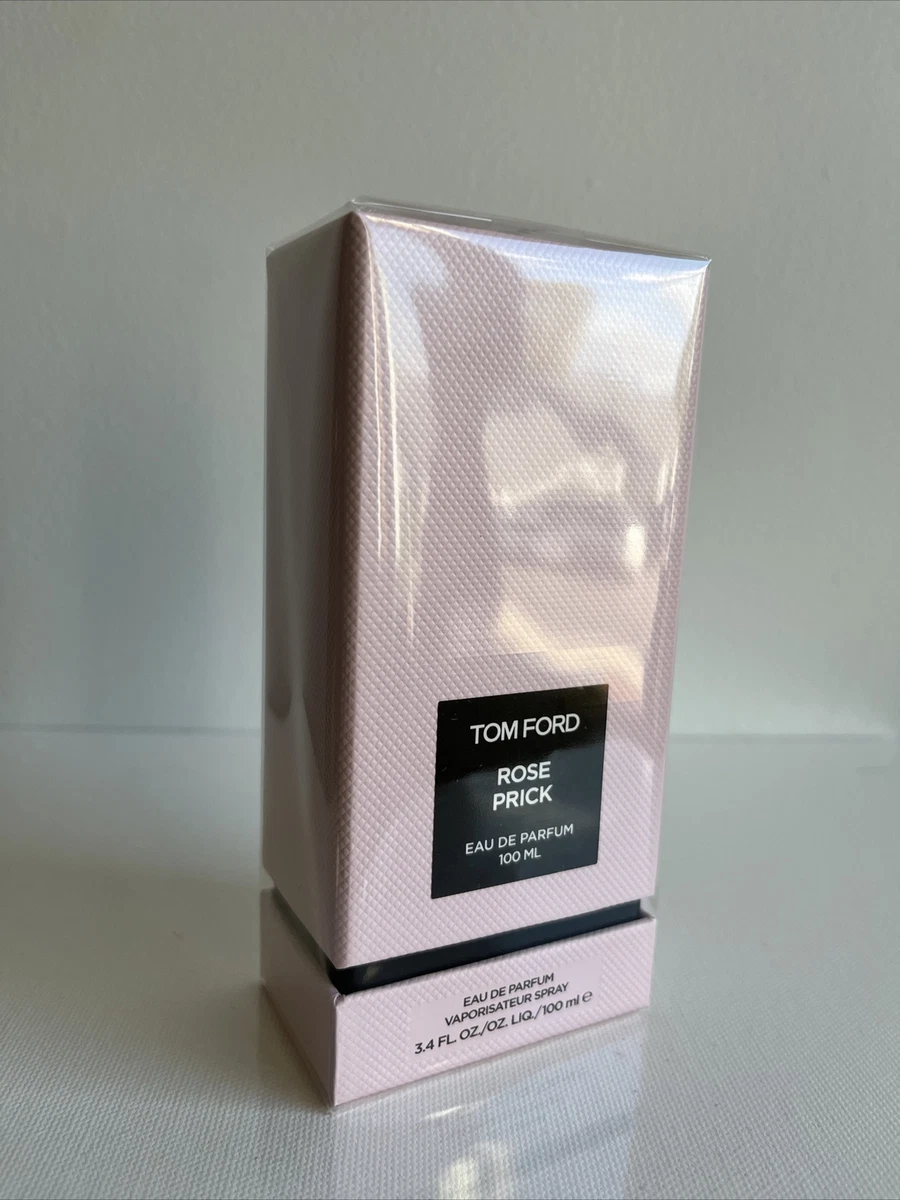 TOM FORD
ROSE
PRICK
EAU DE PARFUM
100 ML
EAU DE PARFUM
VAPORISATEUR SPRAY
3.4 FL. OZ./OZ. LIQ./100 ml ℮